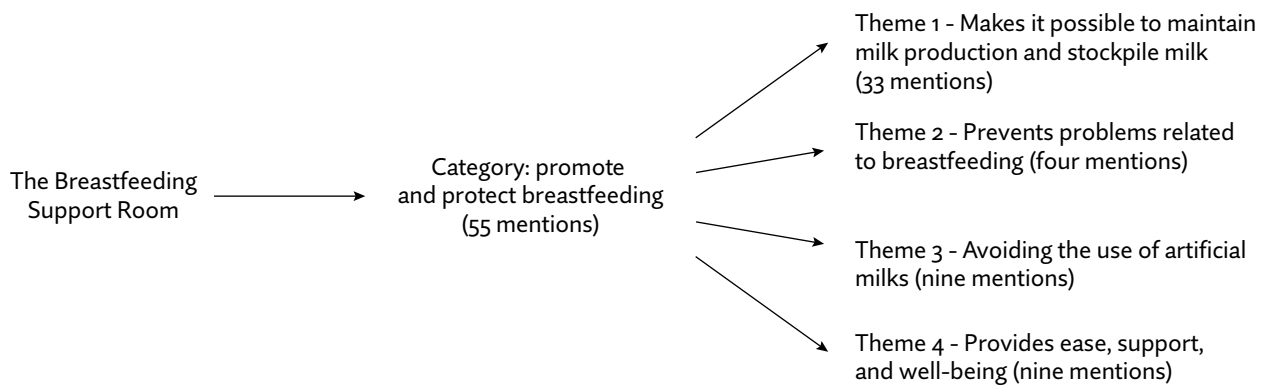 The Breastfeeding
Support Room
Category: promote
and protect breastfeeding
(55 mentions)
Theme 1 - Makes it possible to maintain
milk production and stockpile milk
(33 mentions)
Theme 2 - Prevents problems related
to breastfeeding (four mentions)
Theme 3 - Avoiding the use of artificial
milks (nine mentions)
Theme 4 - Provides ease, support,
and well-being (nine mentions)